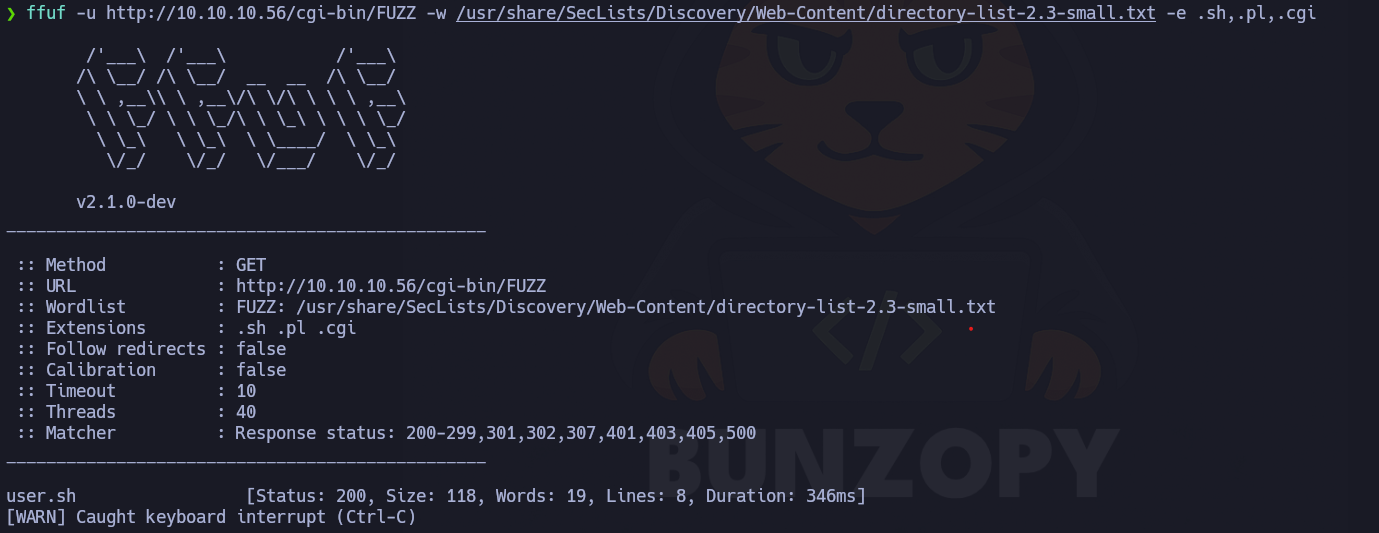 ❯ ffuf -u http://10.10.10.56/cgi-bin/FUZZ -w /usr/share/SecLists/Discovery/Web-Content/directory-list-2.3-small.txt -e .sh,.pl,.cgi
        /'___\  /'___\           /'___\
       /\ \__/ /\ \__/  __  __  /\ \__/
       \ \ ,__\\ \ ,__\/\ \/\ \ \ \ ,__\
        \ \ \_/ \ \ \_/\ \ \_\ \ \ \ \_/
         \ \_\   \ \_\  \ \____/  \ \_\
          \/_/    \/_/   \/___/    \/_/
       v2.1.0-dev
________________________________________________
 :: Method           : GET
 :: URL              : http://10.10.10.56/cgi-bin/FUZZ
 :: Wordlist         : FUZZ: /usr/share/SecLists/Discovery/Web-Content/directory-list-2.3-small.txt
 :: Extensions       : .sh .pl .cgi
 :: Follow redirects : false
 :: Calibration      : false
 :: Timeout          : 10
 :: Threads          : 40
 :: Matcher          : Response status: 200-299,301,302,307,401,403,405,500
________________________________________________
user.sh                 [Status: 200, Size: 118, Words: 19, Lines: 8, Duration: 346ms]
[WARN] Caught keyboard interrupt (Ctrl-C)
</>
BUNZOPY